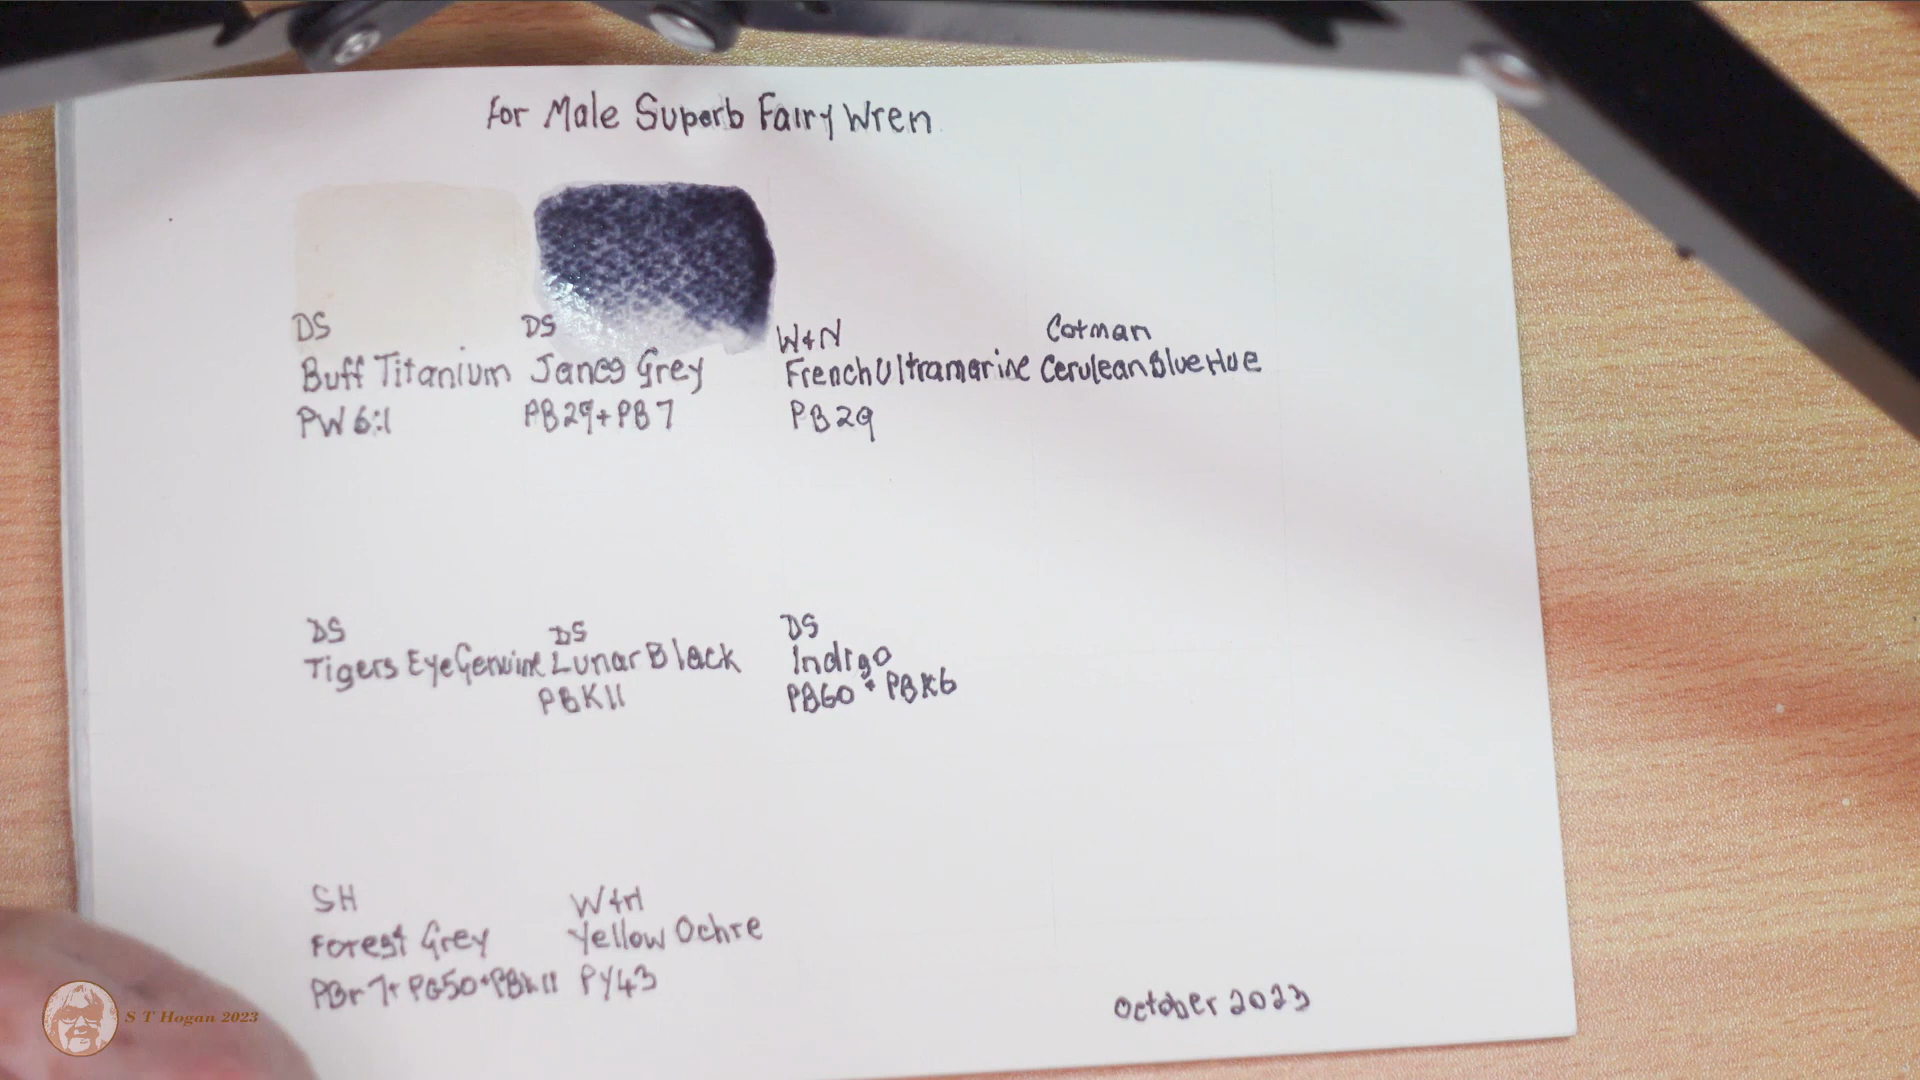 For Male Superb Fairy Wren
DS
Buff Titanium
PW 6:1
DS
Janes Grey
PB29+PB7
W+N
French Ultramarine
PB29
Cotman
Cerulean Blue Hue
DS
Tigers Eye Genuine
DS
Lunar Black
PBK11
DS
Indigo
PB60+PBK6
SH
Forest Grey
PBr7+PG50+PBk11
W+N
Yellow Ochre
PY43
October 2023
S T Hogan 2023